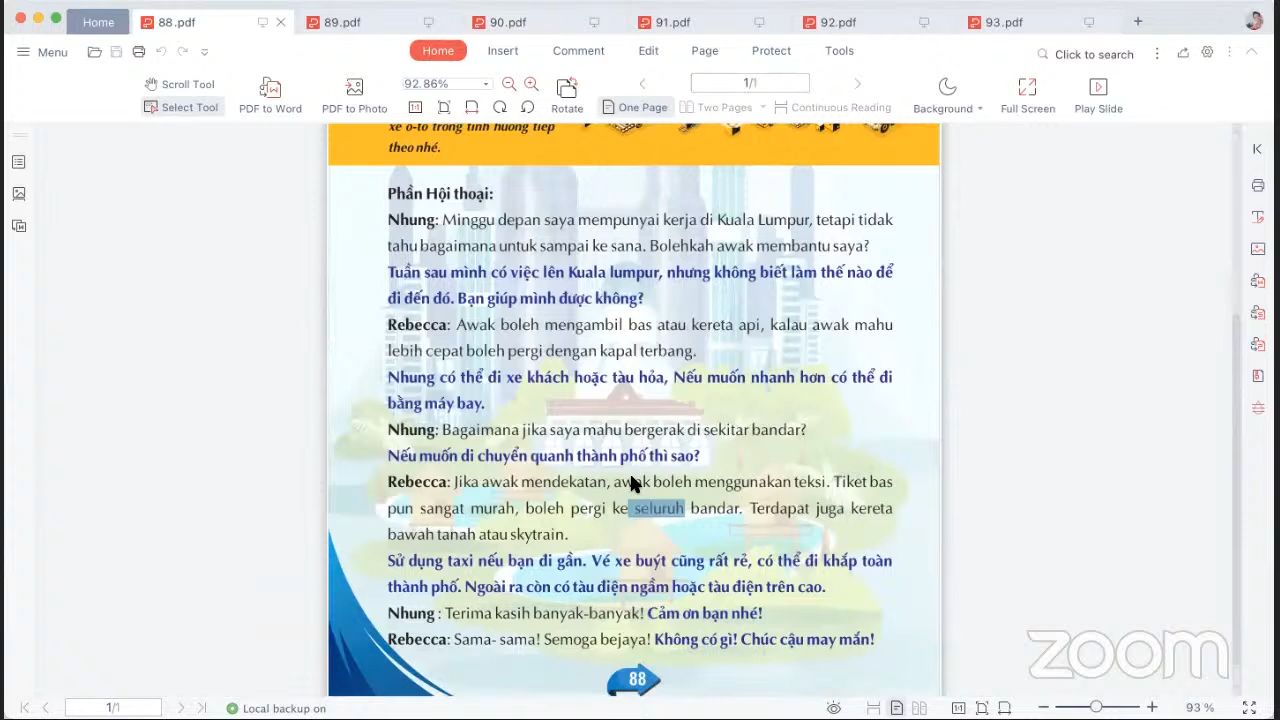 Home 88.pdf 89.pdf 90.pdf 91.pdf 92.pdf 93.pdf
Menu Home Insert Comment Edit Page Protect Tools Click to search
Scroll Tool 92.86% 1/1
Select Tool PDF to Word PDF to Photo Rotate One Page Two Pages Continuous Reading Background Full Screen Play Slide
xe ô-tô trong tình huống tiếp
theo nhé.
Phần Hội thoại:
Nhung: Minggu depan saya mempunyai kerja di Kuala Lumpur, tetapi tidak
tahu bagaimana untuk sampai ke sana. Bolehkah awak membantu saya?
Tuần sau mình có việc lên Kuala lumpur, nhưng không biết làm thế nào để
đi đến đó. Bạn giúp mình được không?
Rebecca: Awak boleh mengambil bas atau kereta api, kalau awak mahu
lebih cepat boleh pergi dengan kapal terbang.
Nhung có thể đi xe khách hoặc tàu hỏa, Nếu muốn nhanh hơn có thể đi
bằng máy bay.
Nhung: Bagaimana jika saya mahu bergerak di sekitar bandar?
Nếu muốn di chuyển quanh thành phố thì sao?
Rebecca: Jika awak mendekatan, awak boleh menggunakan teksi. Tiket bas
pun sangat murah, boleh pergi ke seluruh bandar. Terdapat juga kereta
bawah tanah atau skytrain.
Sử dụng taxi nếu bạn đi gần. Vé xe buýt cũng rất rẻ, có thể đi khắp toàn
thành phố. Ngoài ra còn có tàu điện ngầm hoặc tàu điện trên cao.
Nhung : Terima kasih banyak-banyak! Cảm ơn bạn nhé!
Rebecca: Sama- sama! Semoga bejaya! Không có gì! Chúc cậu may mắn!
88
zoom
1/1 Local backup on 93 %